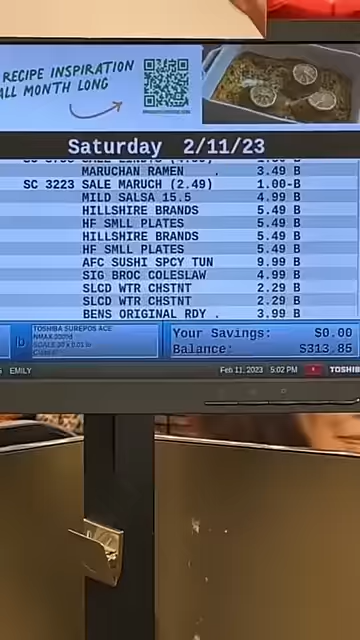 RECIPE INSPIRATION
ALL MONTH LONG
Saturday 2/11/23
MARUCHAN RAMEN . 3.49 B
SC 3223 SALE MARUCH (2.49) 1.00-B
MILD SALSA 15.5 4.99 B
HILLSHIRE BRANDS 5.49 B
HF SMLL PLATES 5.49 B
HILLSHIRE BRANDS 5.49 B
HF SMLL PLATES 5.49 B
AFC SUSHI SPCY TUN 9.99 B
SIG BROC COLESLAW 4.99 B
SLCD WTR CHSTNT 2.29 B
SLCD WTR CHSTNT 2.29 B
BENS ORIGINAL RDY . 3.99 B
TOSHIBA SUREPOS ACE
Your Savings: $0.00
Balance: $313.85
EMILY Feb 11, 2023 5:02 PM TOSHIB